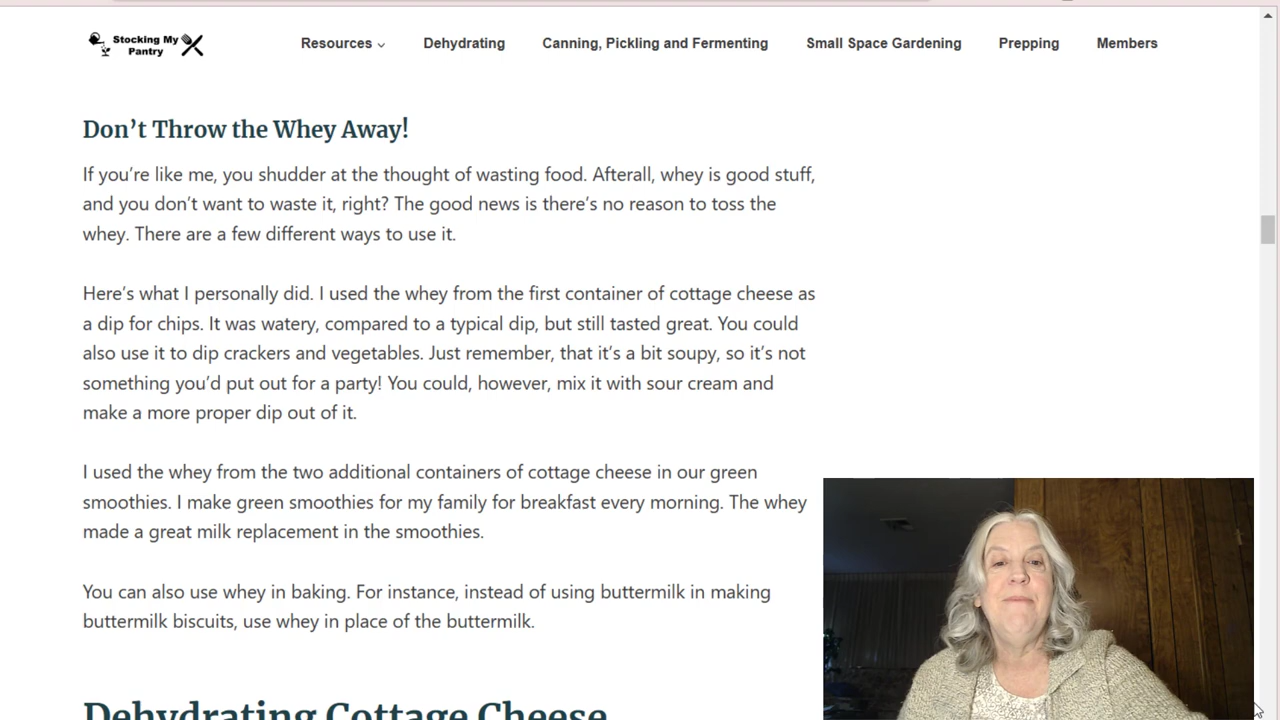 Stocking My
Pantry
Resources
Dehydrating
Canning, Pickling and Fermenting
Small Space Gardening
Prepping
Members
Don’t Throw the Whey Away!
If you’re like me, you shudder at the thought of wasting food. Afterall, whey is good stuff,
and you don’t want to waste it, right? The good news is there’s no reason to toss the
whey. There are a few different ways to use it.
Here’s what I personally did. I used the whey from the first container of cottage cheese as
a dip for chips. It was watery, compared to a typical dip, but still tasted great. You could
also use it to dip crackers and vegetables. Just remember, that it’s a bit soupy, so it’s not
something you’d put out for a party! You could, however, mix it with sour cream and
make a more proper dip out of it.
I used the whey from the two additional containers of cottage cheese in our green
smoothies. I make green smoothies for my family for breakfast every morning. The whey
made a great milk replacement in the smoothies.
You can also use whey in baking. For instance, instead of using buttermilk in making
buttermilk biscuits, use whey in place of the buttermilk.
Dehydrating Cottage Cheese